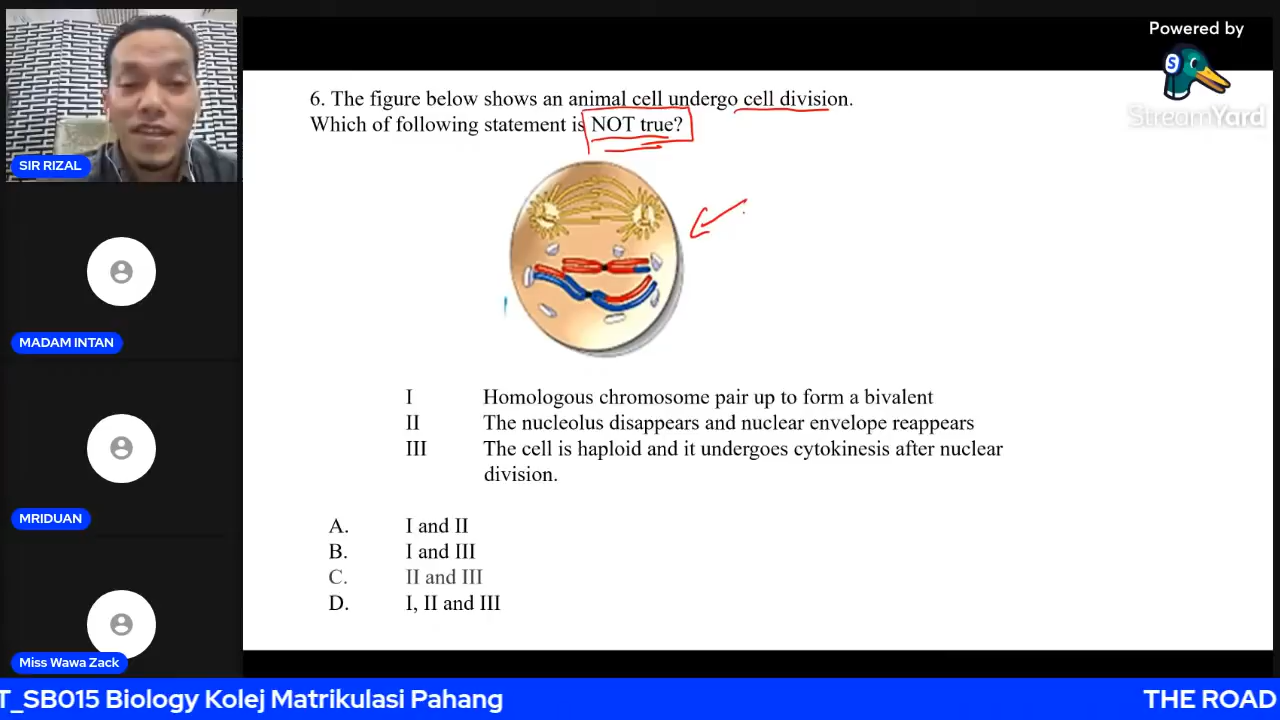 Powered by
S
StreamYard
6. The figure below shows an animal cell undergo cell division.
Which of following statement is NOT true?
SIR RIZAL
MADAM INTAN
I Homologous chromosome pair up to form a bivalent
II The nucleolus disappears and nuclear envelope reappears
III The cell is haploid and it undergoes cytokinesis after nuclear
division.
MRIDUAN
A. I and II
B. I and III
C. II and III
D. I, II and III
Miss Wawa Zack
T_SB015 Biology Kolej Matrikulasi Pahang
THE ROAD